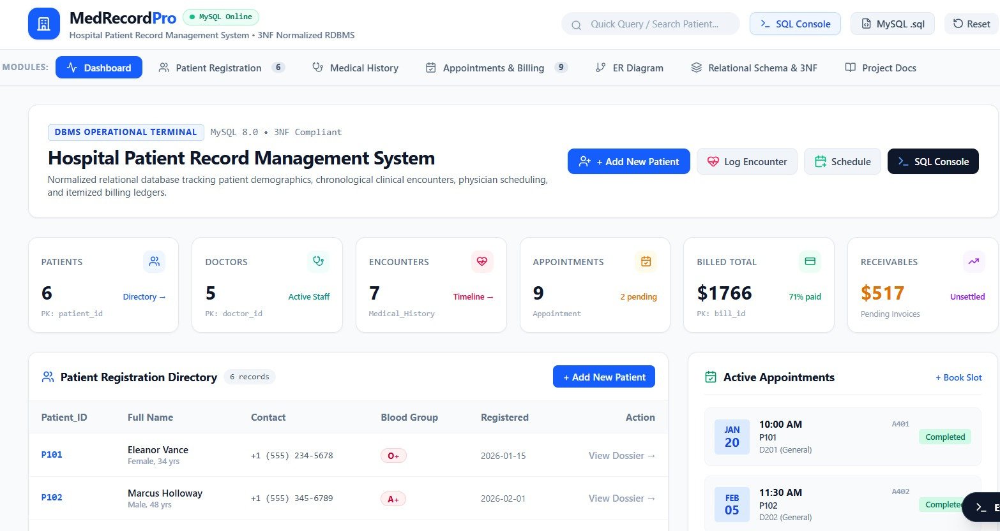 MedRecordPro MySQL Online
Hospital Patient Record Management System • 3NF Normalized RDBMS
Quick Query / Search Patient...
SQL Console
MySQL .sql
Reset
MODULES:
Dashboard
Patient Registration 6
Medical History
Appointments & Billing 9
ER Diagram
Relational Schema & 3NF
Project Docs
DBMS OPERATIONAL TERMINAL MySQL 8.0 • 3NF Compliant
Hospital Patient Record Management System
Normalized relational database tracking patient demographics, chronological clinical encounters, physician scheduling,
and itemized billing ledgers.
+ Add New Patient
Log Encounter
Schedule
SQL Console
PATIENTS
6 Directory →
PK: patient_id
DOCTORS
5 Active Staff
PK: doctor_id
ENCOUNTERS
7 Timeline →
Medical_History
APPOINTMENTS
9 2 pending
Appointment
BILLED TOTAL
$1766 71% paid
PK: bill_id
RECEIVABLES
$517 Unsettled
Pending Invoices
Patient Registration Directory 6 records + Add New Patient
Patient_ID Full Name Contact Blood Group Registered Action
P101 Eleanor Vance +1 (555) 234-5678 O+ 2026-01-15 View Dossier →
Female, 34 yrs
P102 Marcus Holloway +1 (555) 345-6789 A+ 2026-02-01 View Dossier →
Male, 48 yrs
Active Appointments + Book Slot
JAN
20
10:00 AM A401
P101 Completed
D201 (General)
FEB
05
11:30 AM A402
P102 Completed
D202 (General)